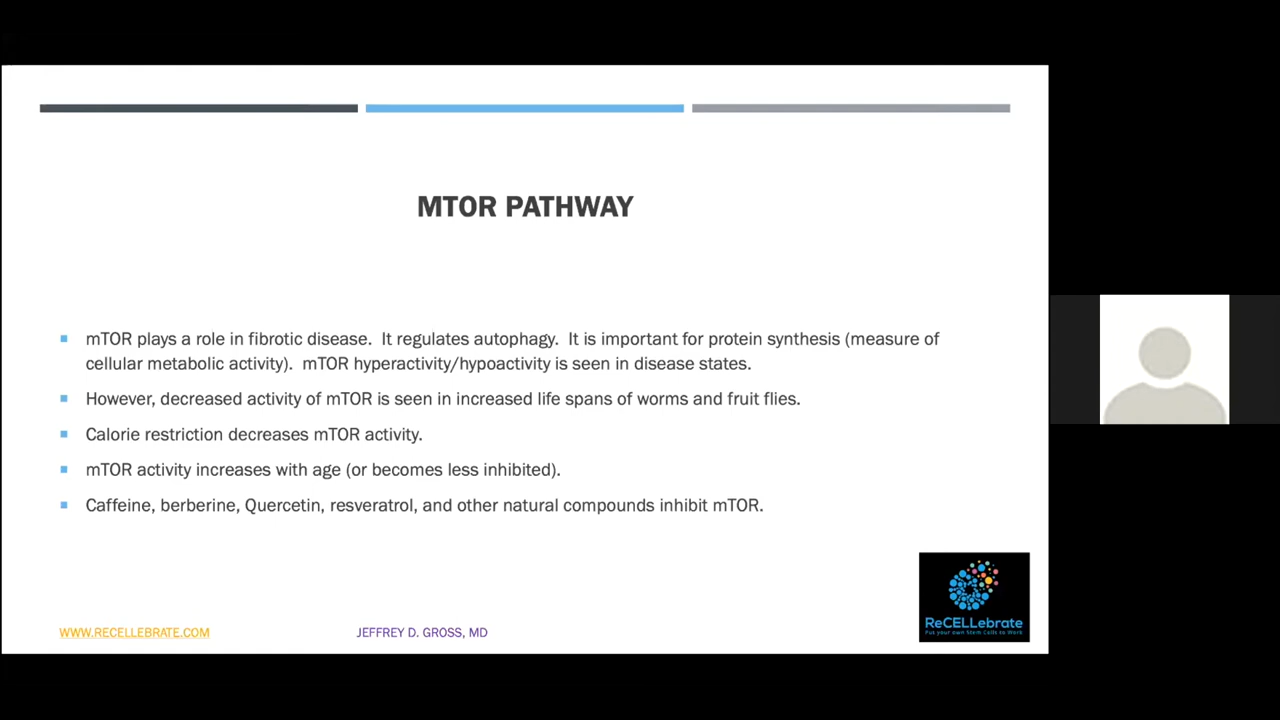 MTOR PATHWAY
mTOR plays a role in fibrotic disease.  It regulates autophagy.  It is important for protein synthesis (measure of
cellular metabolic activity).  mTOR hyperactivity/hypoactivity is seen in disease states.
However, decreased activity of mTOR is seen in increased life spans of worms and fruit flies.
Calorie restriction decreases mTOR activity.
mTOR activity increases with age (or becomes less inhibited).
Caffeine, berberine, Quercetin, resveratrol, and other natural compounds inhibit mTOR.
WWW.RECELLEBRATE.COM
JEFFREY D. GROSS, MD
ReCELLebrate
Put your own Stem Cells to Work